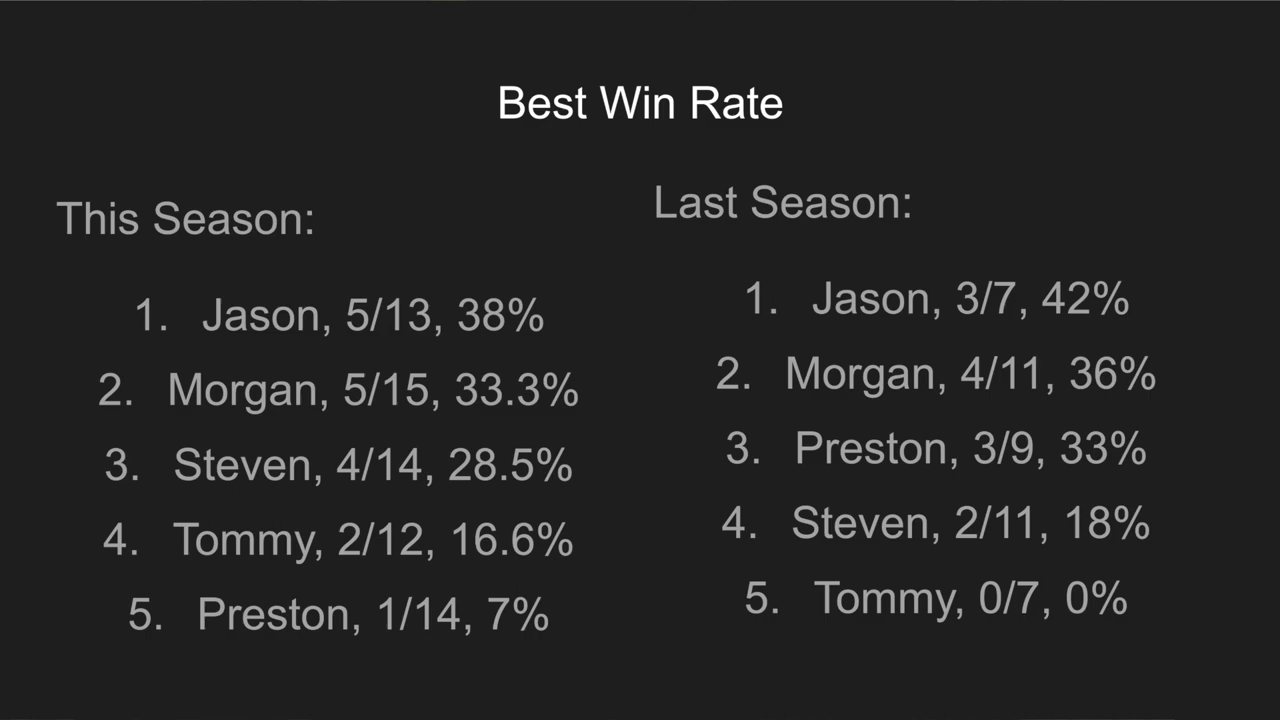 Best Win Rate
This Season:
1. Jason, 5/13, 38%
2. Morgan, 5/15, 33.3%
3. Steven, 4/14, 28.5%
4. Tommy, 2/12, 16.6%
5. Preston, 1/14, 7%
Last Season:
1. Jason, 3/7, 42%
2. Morgan, 4/11, 36%
3. Preston, 3/9, 33%
4. Steven, 2/11, 18%
5. Tommy, 0/7, 0%